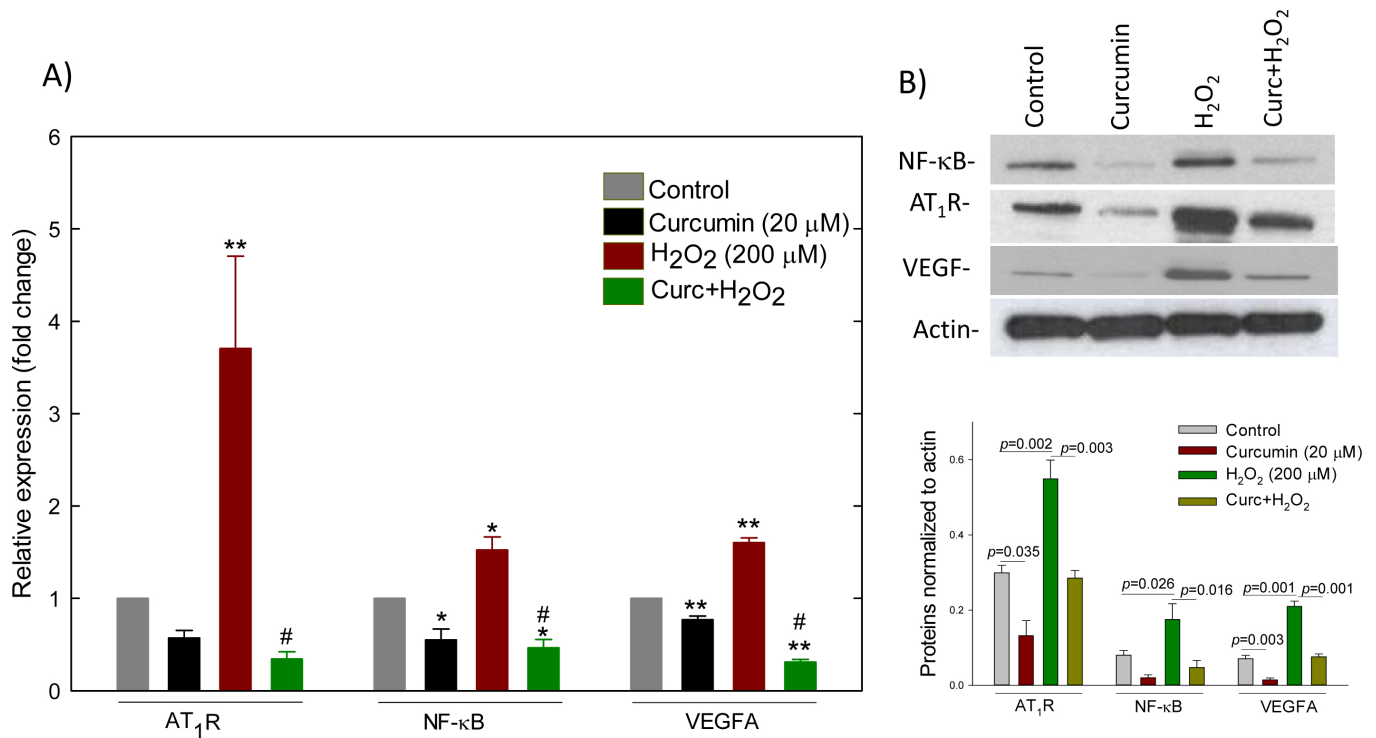 A)
Relative expression (fold change)
6
5
4
3
2
1
0
Control
Curcumin (20 μM)
H2O2 (200 μM)
Curc+H2O2
**
#
*
*
#
*
**
**
#
**
AT1R
NF-κB
VEGFA
B)
Control
Curcumin
H2O2
Curc+H2O2
NF-κB-
AT1R-
VEGF-
Actin-
Proteins normalized to actin
0.6
0.4
0.2
0.0
Control
Curcumin (20 μM)
H2O2 (200 μM)
Curc+H2O2
p=0.002
p=0.003
p=0.035
p=0.026
p=0.016
p=0.001
p=0.001
p=0.003
AT1R
NF-κB
VEGFA